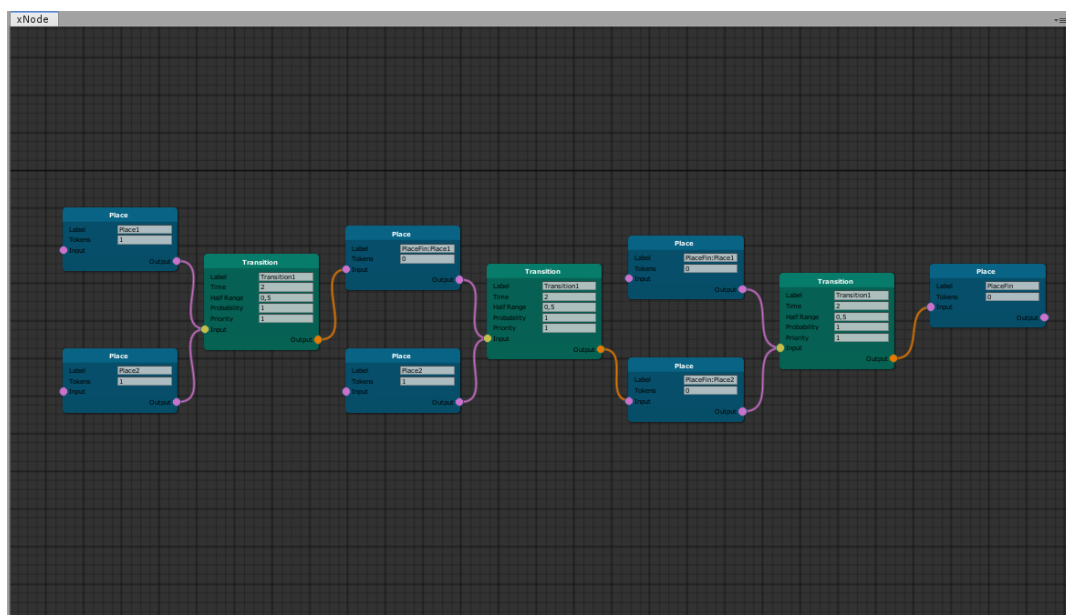 xNode
Place
Label Place1
Tokens 1
Input
Output
Place
Label Place2
Tokens 1
Input
Output
Transition
Label Transition1
Time 2
Half Range 0,5
Probability 1
Priority 1
Input
Output
Place
Label PlaceFin:Place1
Tokens 0
Input
Output
Place
Label Place2
Tokens 1
Input
Output
Transition
Label Transition1
Time 2
Half Range 0,5
Probability 1
Priority 1
Input
Output
Place
Label PlaceFin:Place1
Tokens 0
Input
Output
Place
Label PlaceFin:Place2
Tokens 0
Input
Output
Transition
Label Transition1
Time 2
Half Range 0,5
Probability 1
Priority 1
Input
Output
Place
Label PlaceFin
Tokens 0
Input
Output